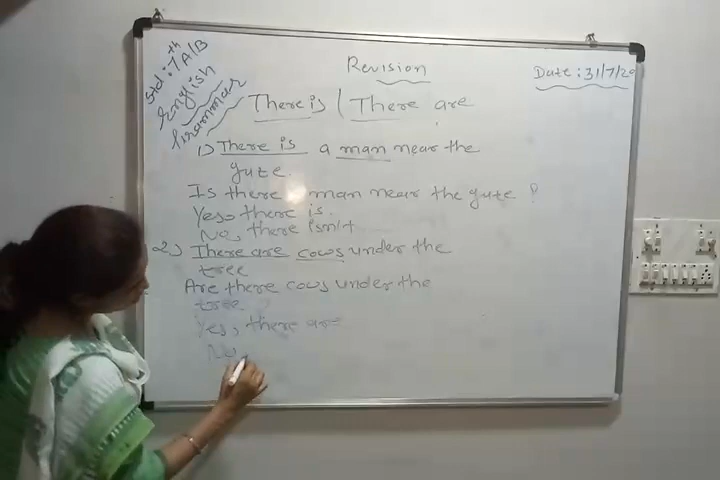 Std : 7th A/B
English
Grammar
Revision
Date : 31/7/20
There is / There are
1) There is a man near the
gate.
Is there man near the gate ?
Yes, there is.
No, there isn't
2) There are cows under the
tree
Are there cows under the
tree
Yes, there are
No,